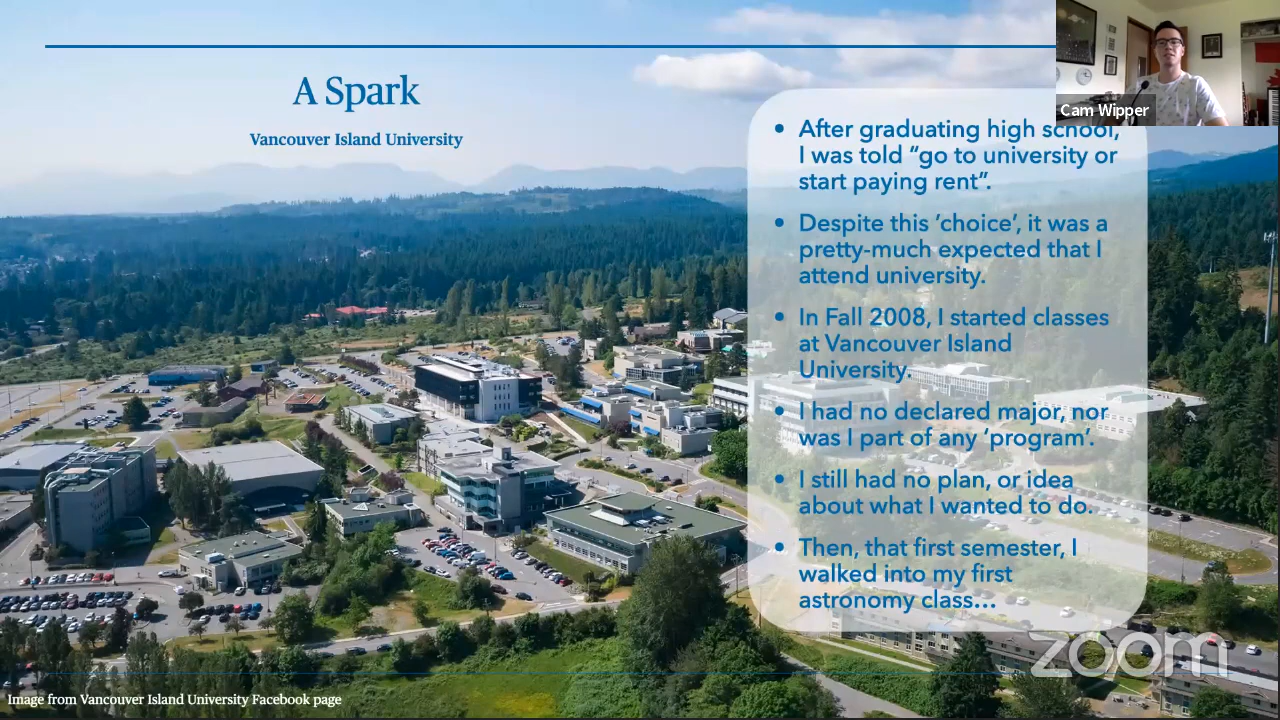 A Spark
Vancouver Island University
Cam Wipper
• After graduating high school,
I was told “go to university or
start paying rent”.
• Despite this ‘choice’, it was a
pretty-much expected that I
attend university.
• In Fall 2008, I started classes
at Vancouver Island
University.
• I had no declared major, nor
was I part of any ‘program’.
• I still had no plan, or idea
about what I wanted to do.
• Then, that first semester, I
walked into my first
astronomy class…
zoom
Image from Vancouver Island University Facebook page